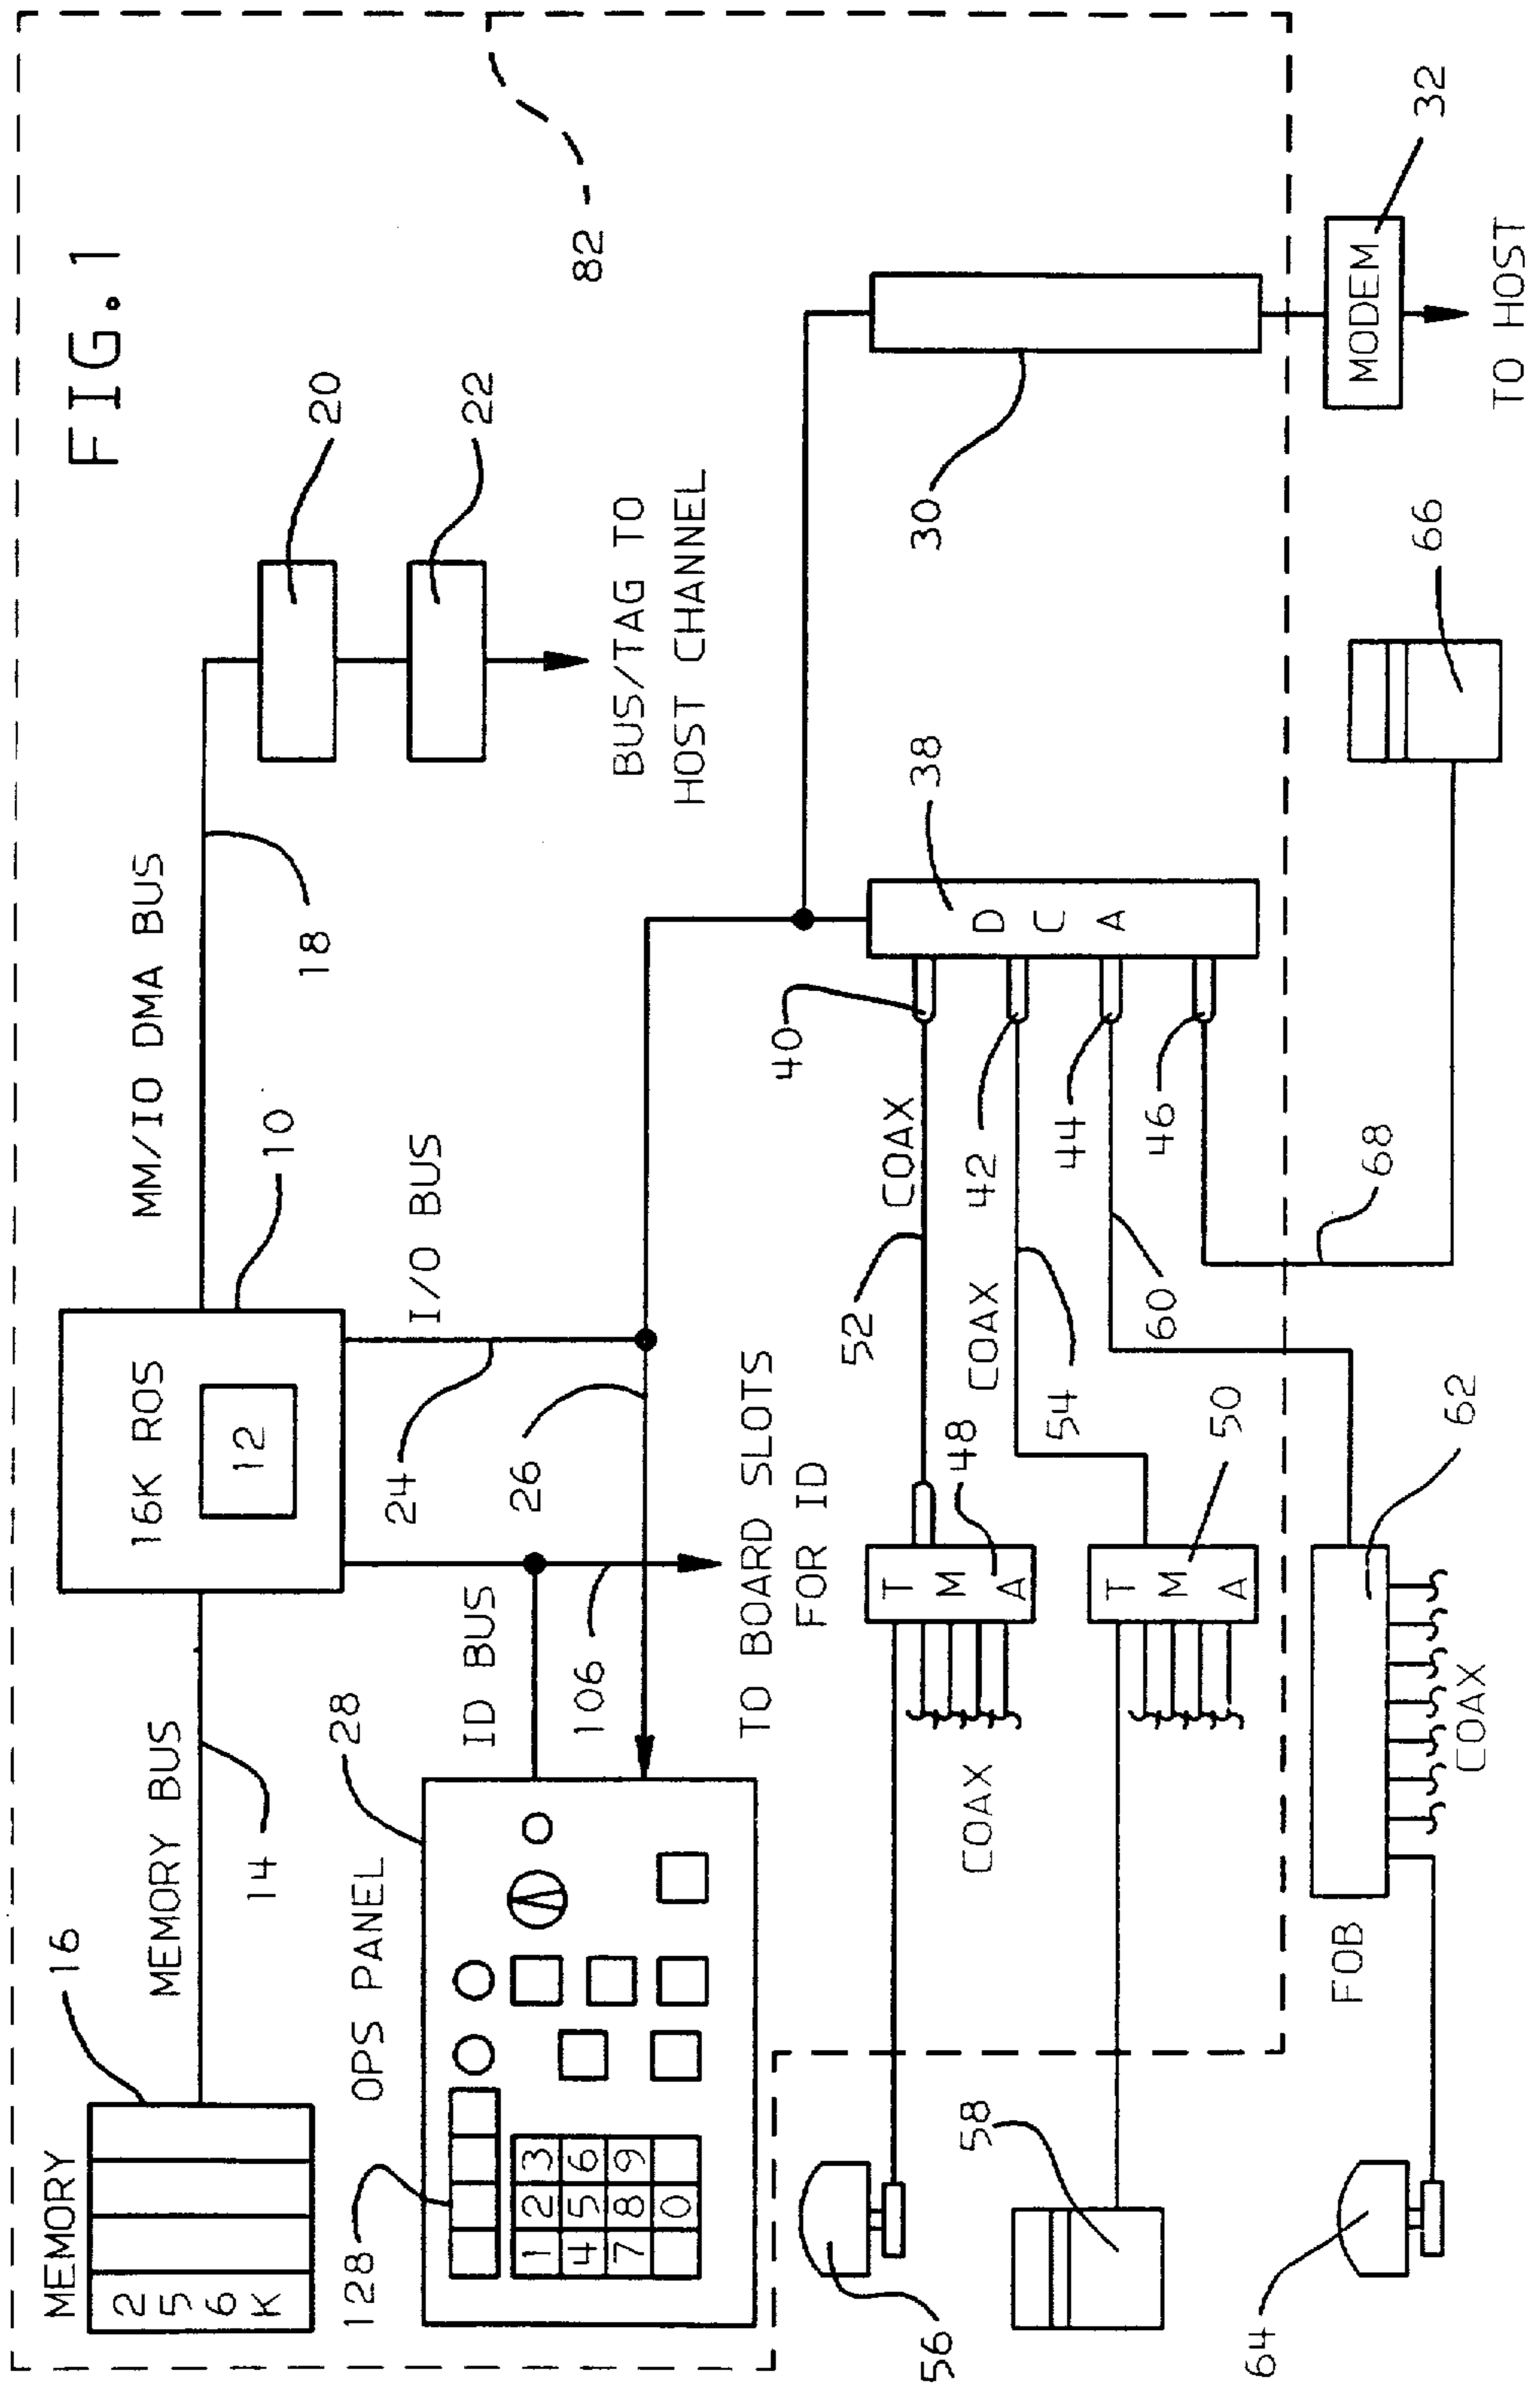 FIG. 1
MEMORY
2
5
6
K
16
MEMORY BUS
14
16K ROS
12
10
MM/IO DMA BUS
18
20
22
BUS/TAG TO
HOST CHANNEL
82
OPS PANEL
28
128
1 2 3
4 5 6
7 8 9
0
ID BUS
106
TO BOARD SLOTS
FOR ID
24
26
I/O BUS
30
MODEM
32
TO HOST
38
D
C
A
40
42
44
46
COAX
52
COAX
54
60
68
66
T
M
A
48
T
M
A
50
COAX
56
58
FOB
62
COAX
64